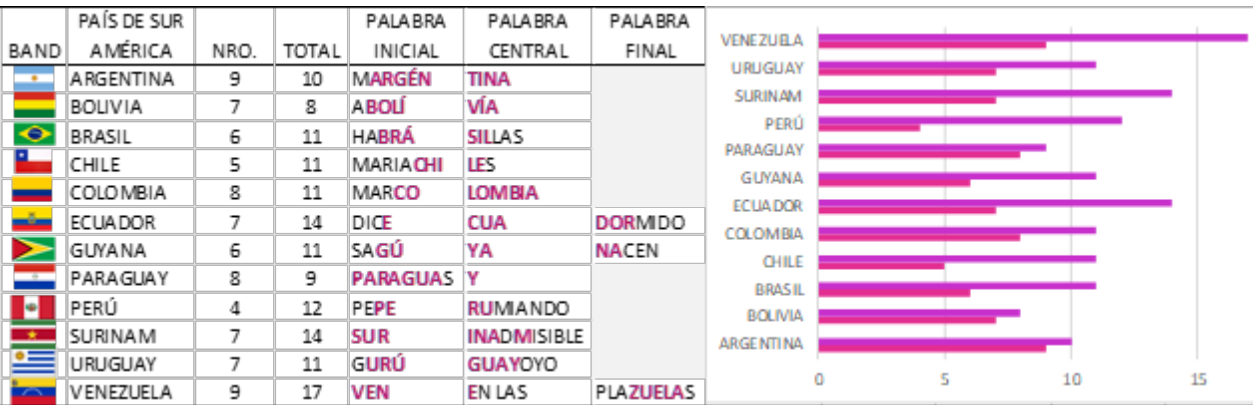 BAND PAÍS DE SUR AMÉRICA NRO. TOTAL PALABRA INICIAL PALABRA CENTRAL PALABRA FINAL
ARGENTINA 9 10 MARGÉN TINA
BOLIVIA 7 8 ABOLÍ VÍA
BRASIL 6 11 HABRÁ SILLAS
CHILE 5 11 MARIACHI LES
COLOMBIA 8 11 MARCO LOMBIA
ECUADOR 7 14 DICE CUA DORMIDO
GUYANA 6 11 SAGÚ YA NACEN
PARAGUAY 8 9 PARAGUAS Y
PERÚ 4 12 PEPE RUMIANDO
SURINAM 7 14 SUR INADMISIBLE
URUGUAY 7 11 GURÚ GUAYOYO
VENEZUELA 9 17 VEN EN LAS PLAZUELAS
VENEZUELA
URUGUAY
SURINAM
PERÚ
PARAGUAY
GUYANA
ECUADOR
COLOMBIA
CHILE
BRASIL
BOLIVIA
ARGENTINA
0 5 10 15